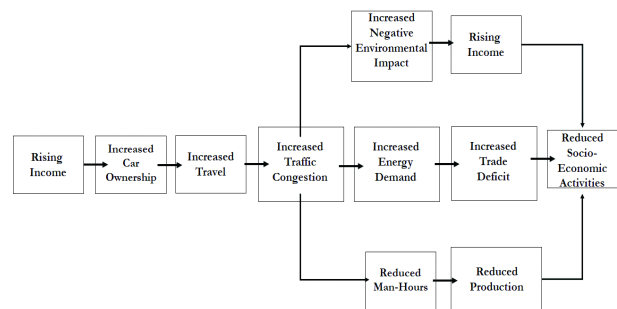 Increased
Negative
Environmental
Impact
Rising
Income
Rising
Income
Increased
Car
Ownership
Increased
Travel
Increased
Traffic
Congestion
Increased
Energy
Demand
Increased
Trade
Deficit
Reduced
Socio-
Economic
Activities
Reduced
Man-Hours
Reduced
Production